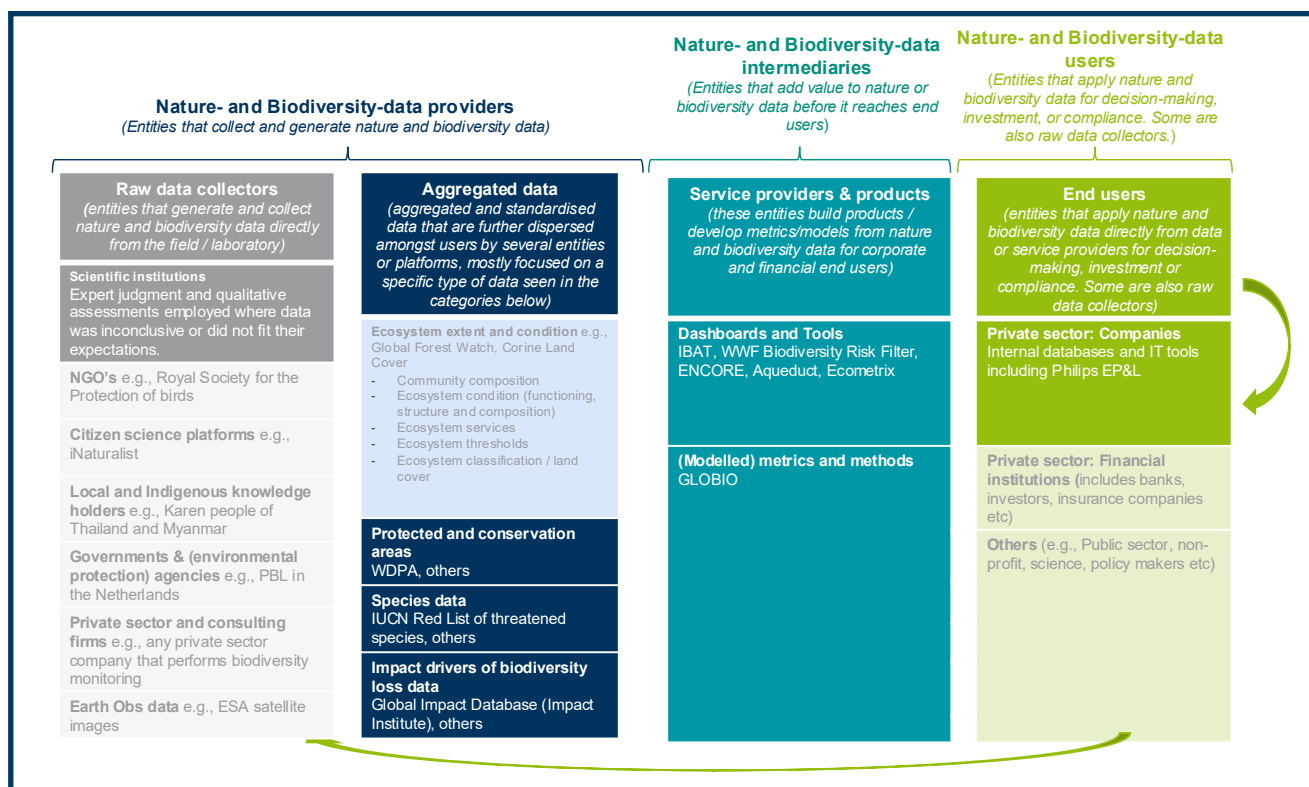 Nature- and Biodiversity-data providers
(Entities that collect and generate nature and biodiversity data)
Nature- and Biodiversity-data
intermediaries
(Entities that add value to nature or
biodiversity data before it reaches end
users)
Nature- and Biodiversity-data
users
(Entities that apply nature and
biodiversity data for decision-making,
investment, or compliance. Some are
also raw data collectors.)
Raw data collectors
(entities that generate and collect
nature and biodiversity data directly
from the field / laboratory)
Scientific institutions
Expert judgment and qualitative
assessments employed where data
was inconclusive or did not fit their
expectations.
NGO's e.g., Royal Society for the
Protection of birds
Citizen science platforms e.g.,
iNaturalist
Local and Indigenous knowledge
holders e.g., Karen people of
Thailand and Myanmar
Governments & (environmental
protection) agencies e.g., PBL in
the Netherlands
Private sector and consulting
firms e.g., any private sector
company that performs biodiversity
monitoring
Earth Obs data e.g., ESA satellite
images
Aggregated data
(aggregated and standardised
data that are further dispersed
amongst users by several entities
or platforms, mostly focused on a
specific type of data seen in the
categories below)
Ecosystem extent and condition e.g.,
Global Forest Watch, Corine Land
Cover
- Community composition
- Ecosystem condition (functioning,
structure and composition)
- Ecosystem services
- Ecosystem thresholds
- Ecosystem classification / land
cover
Protected and conservation
areas
WDPA, others
Species data
IUCN Red List of threatened
species, others
Impact drivers of biodiversity
loss data
Global Impact Database (Impact
Institute), others
Service providers & products
(these entities build products /
develop metrics/models from nature
and biodiversity data for corporate
and financial end users)
Dashboards and Tools
IBAT, WWF Biodiversity Risk Filter,
ENCORE, Aqueduct, Ecometrix
(Modelled) metrics and methods
GLOBIO
End users
(entities that apply nature and
biodiversity data directly from data
or service providers for decision-
making, investment or
compliance. Some are also raw
data collectors)
Private sector: Companies
Internal databases and IT tools
including Philips EP&L
Private sector: Financial
institutions (includes banks,
investors, insurance companies
etc)
Others (e.g., Public sector, non-
profit, science, policy makers etc)